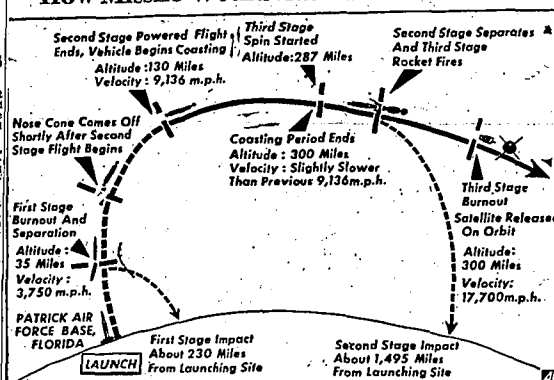 Second Stage Powered Flight
Ends, Vehicle Begins Coasting
Altitude : 130 Miles
Velocity : 9,136 m.p.h.
Third Stage
Spin Started
Altitude: 287 Miles
Second Stage Separates
And Third Stage
Rocket Fires
Nose Cone Comes Off
Shortly After Second
Stage Flight Begins
Coasting Period Ends
Altitude : 300 Miles
Velocity : Slightly Slower
Than Previous 9,136 m.p.h.
Third Stage
Burnout
Satellite Released
On Orbit
Altitude:
300 Miles
Velocity:
17,700 m.p.h.
First Stage
Burnout And
Separation
Altitude :
35 Miles
Velocity :
3,750 m.p.h.
PATRICK AIR
FORCE BASE,
FLORIDA
LAUNCH
First Stage Impact
About 230 Miles
From Launching Site
Second Stage Impact
About 1,495 Miles
From Launching Site